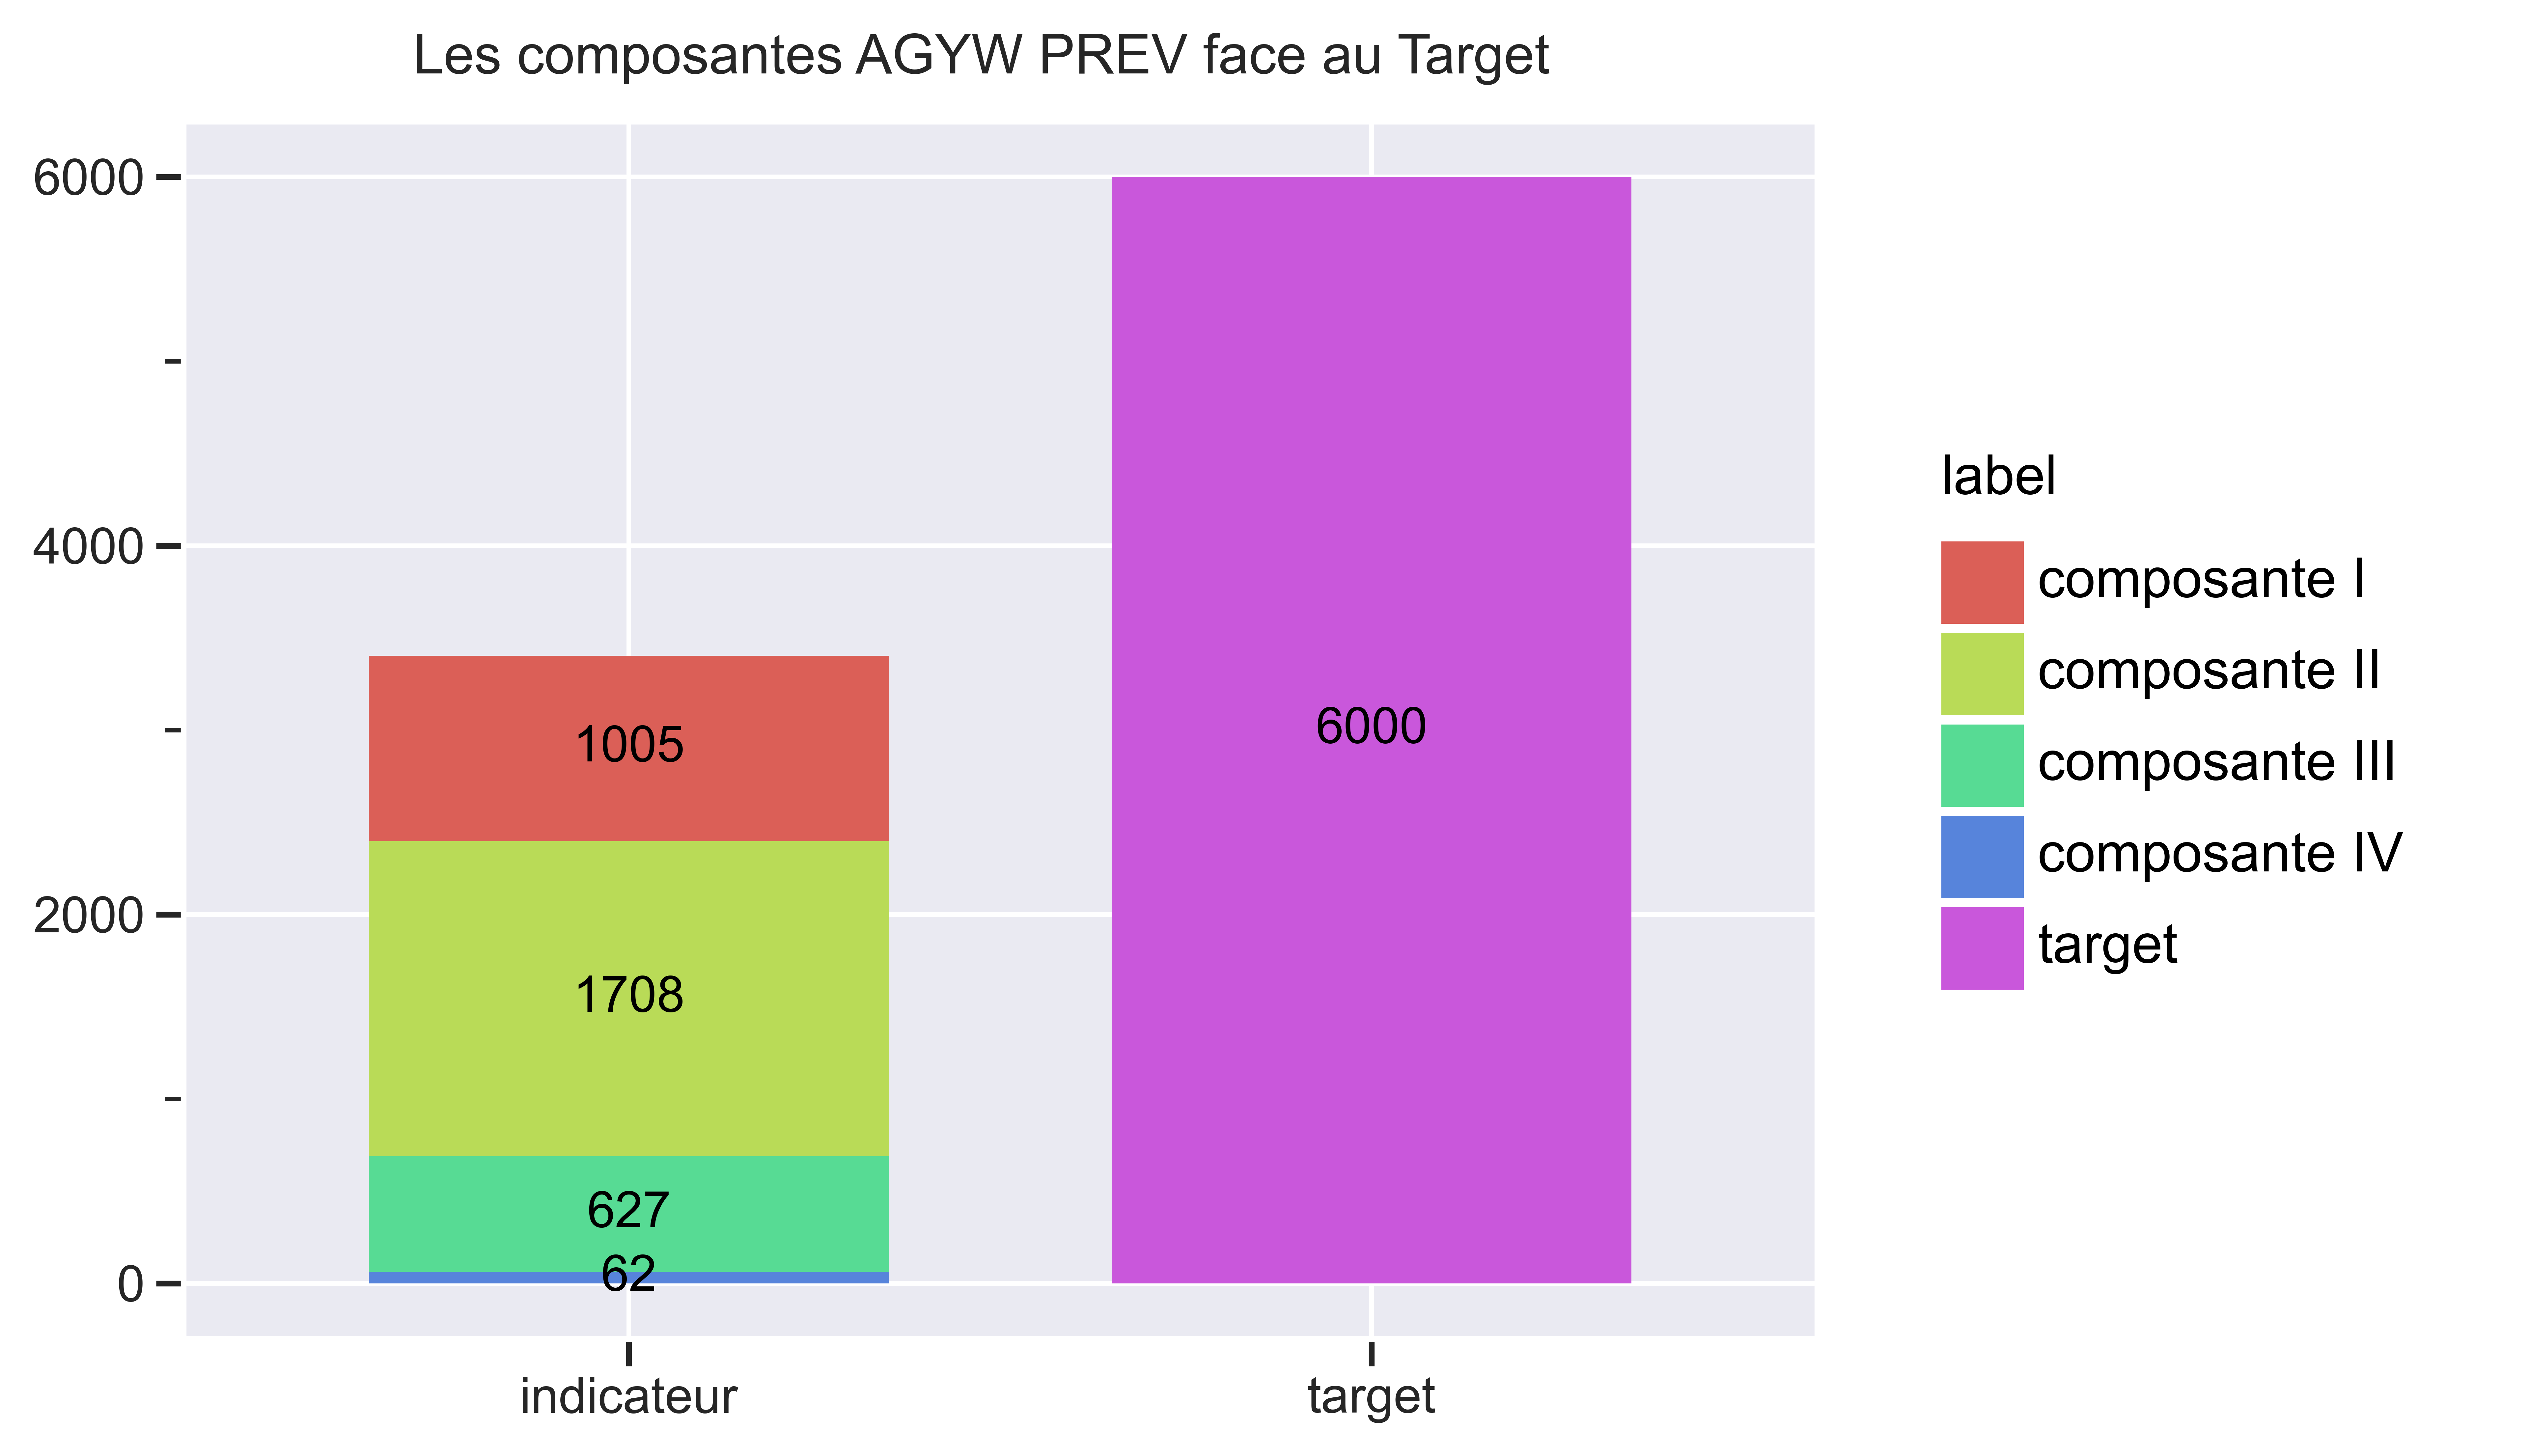 Les composantes AGYW PREV face au Target
6000
4000
2000
0
1005
1708
627
62
6000
indicateur
target
label
composante I
composante II
composante III
composante IV
target